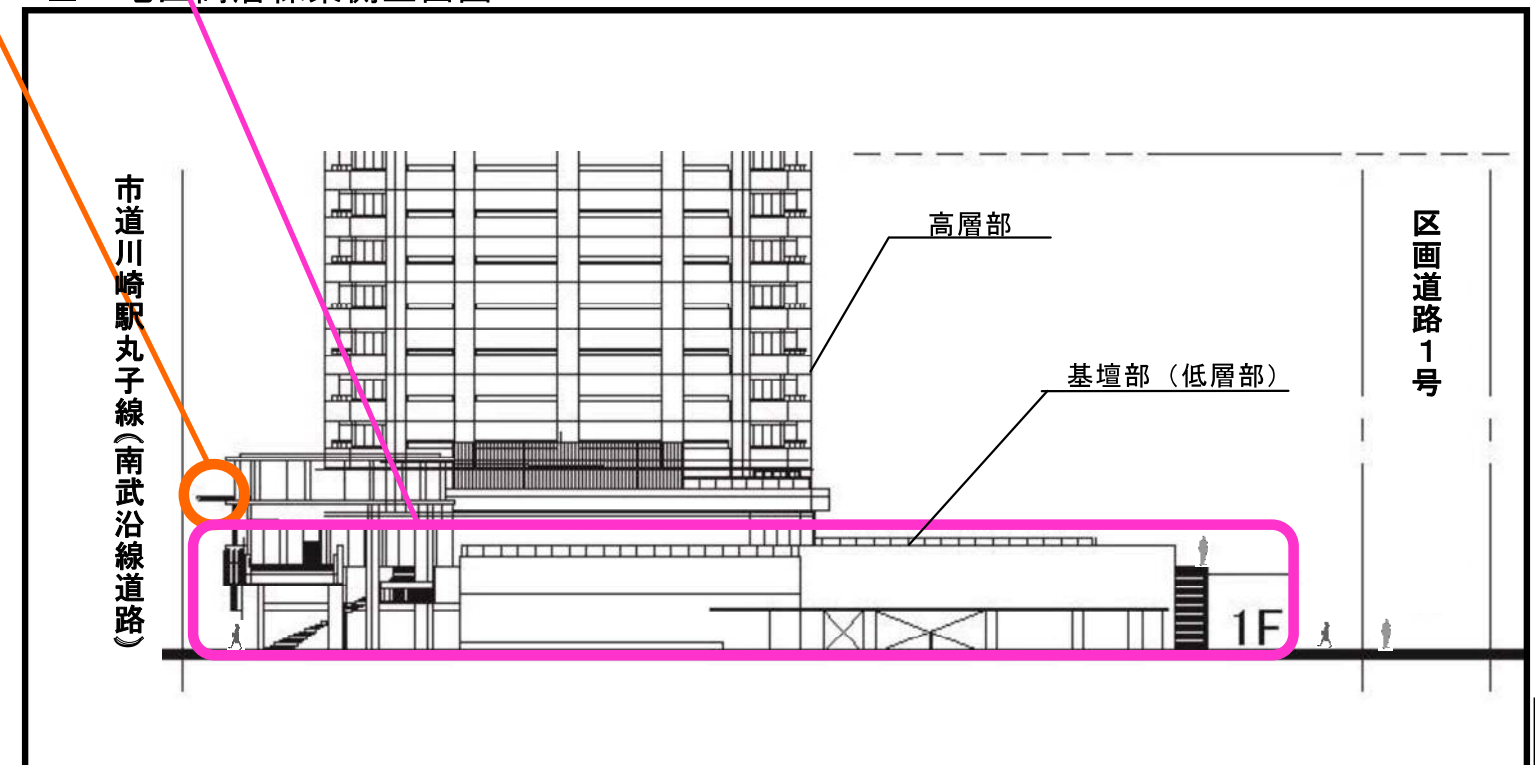 市道川崎駅丸子線（南武沿線道路）
高層部
基壇部（低層部）
区画道路１号
1F